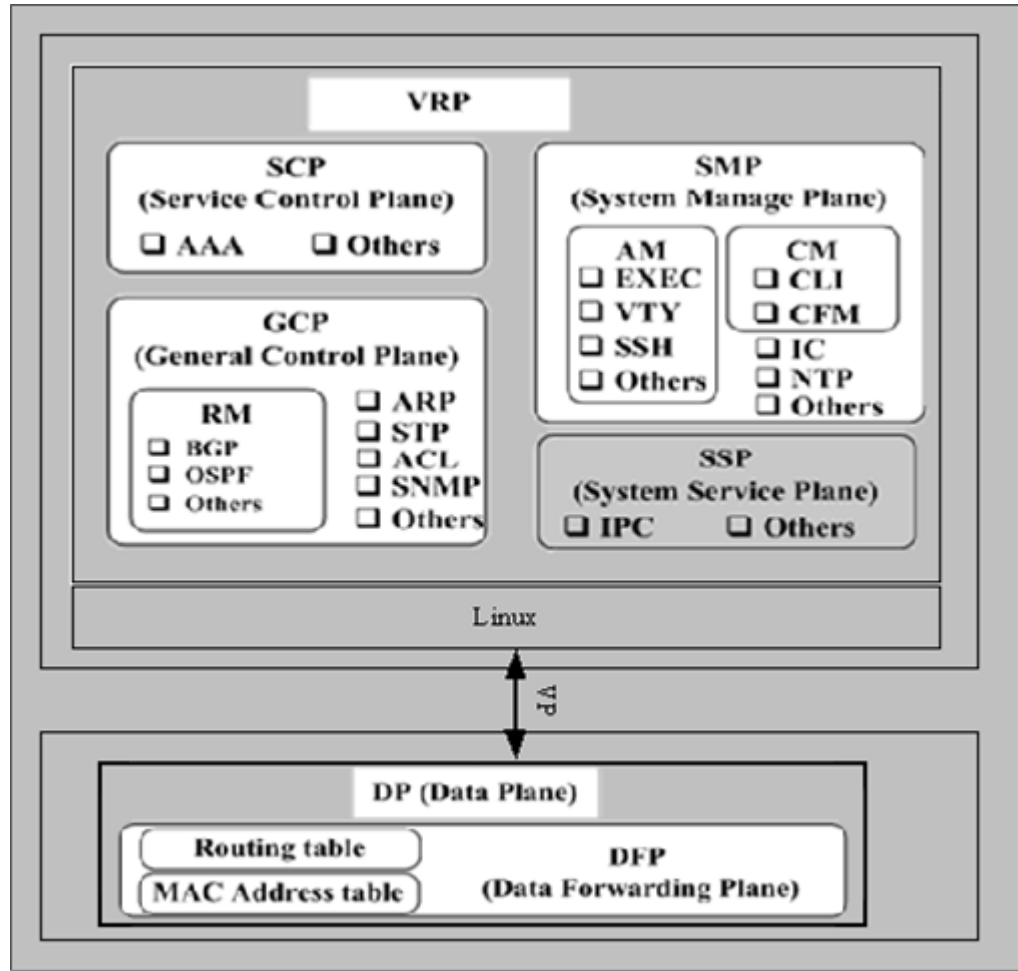 VRP
SCP
(Service Control Plane)
❑ AAA ❑ Others
GCP
(General Control Plane)
RM
❑ BGP
❑ OSPF
❑ Others
❑ ARP
❑ STP
❑ ACL
❑ SNMP
❑ Others
SMP
(System Manage Plane)
AM
❑ EXEC
❑ VTY
❑ SSH
❑ Others
CM
❑ CLI
❑ CFM
❑ IC
❑ NTP
❑ Others
SSP
(System Service Plane)
❑ IPC ❑ Others
Linux
VP
DP (Data Plane)
Routing table
MAC Address table
DFP
(Data Forwarding Plane)